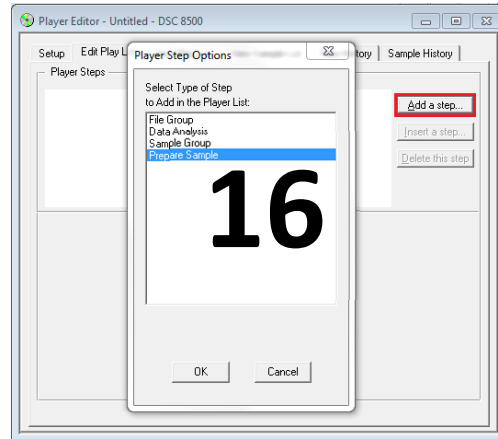 Player Editor - Untitled - DSC 8500
Setup
Edit Play L
tory
Sample History
Player Steps
Add a step...
Insert a step...
Delete this step
Player Step Options
Select Type of Step
to Add in the Player List:
File Group
Data Analysis
Sample Group
Prepare Sample
16
OK
Cancel